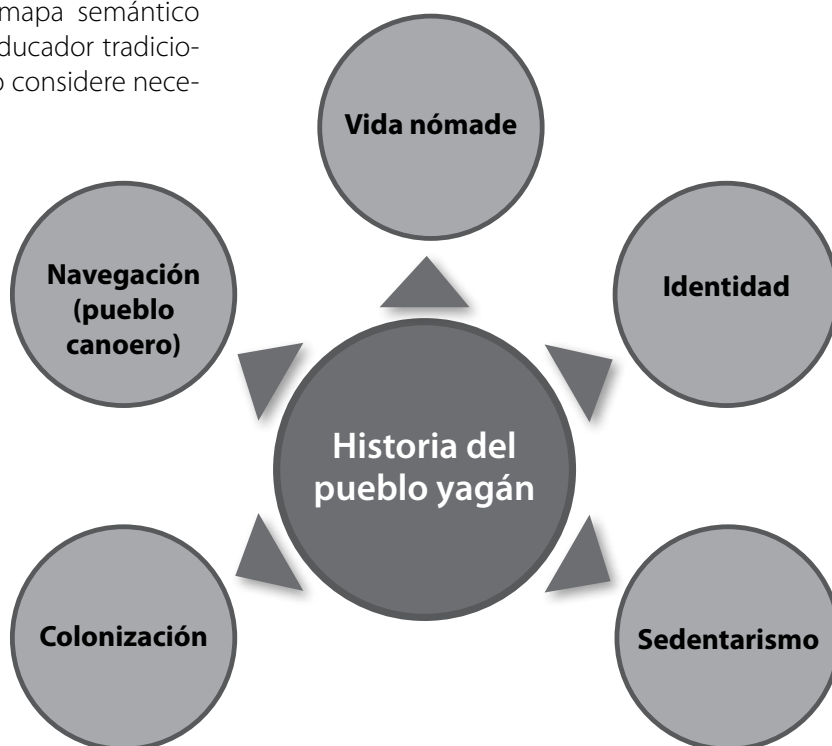 mapa semántico
ducador tradicio-
o considere nece-
Vida nómade
Navegación
(pueblo
canoero)
Identidad
Historia del
pueblo yagán
Colonización
Sedentarismo